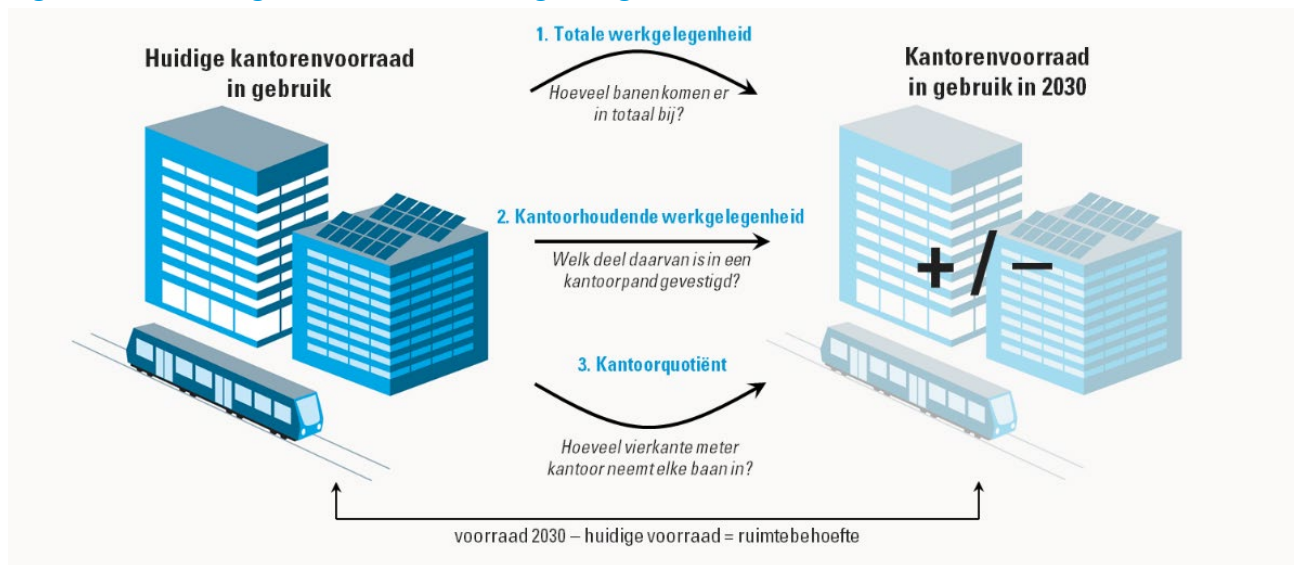 Huidige kantorenvoorraad
in gebruik
1. Totale werkgelegenheid
Hoeveel banen komen er
in totaal bij?
Kantorenvoorraad
in gebruik in 2030
2. Kantoorhoudende werkgelegenheid
Welk deel daarvan is in een
kantoorpand gevestigd?
+ / –
3. Kantoorquotiënt
Hoeveel vierkante meter
kantoor neemt elke baan in?
voorraad 2030 – huidige voorraad = ruimtebehoefte